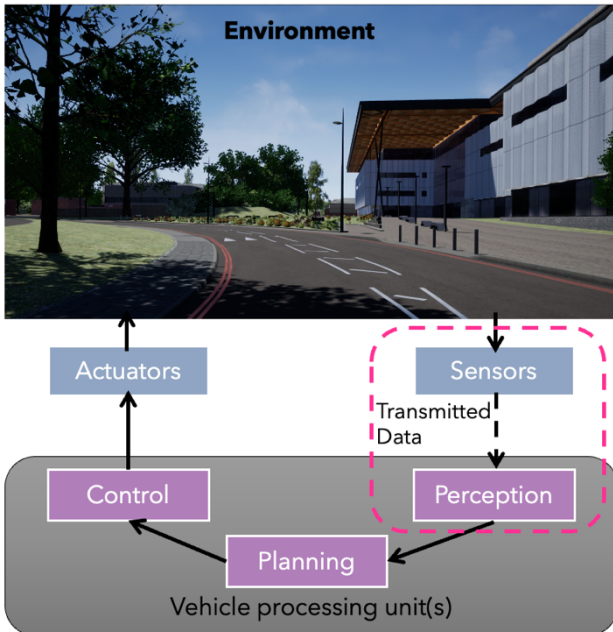 Environment
Actuators
Sensors
Transmitted
Data
Control
Perception
Planning
Vehicle processing unit(s)